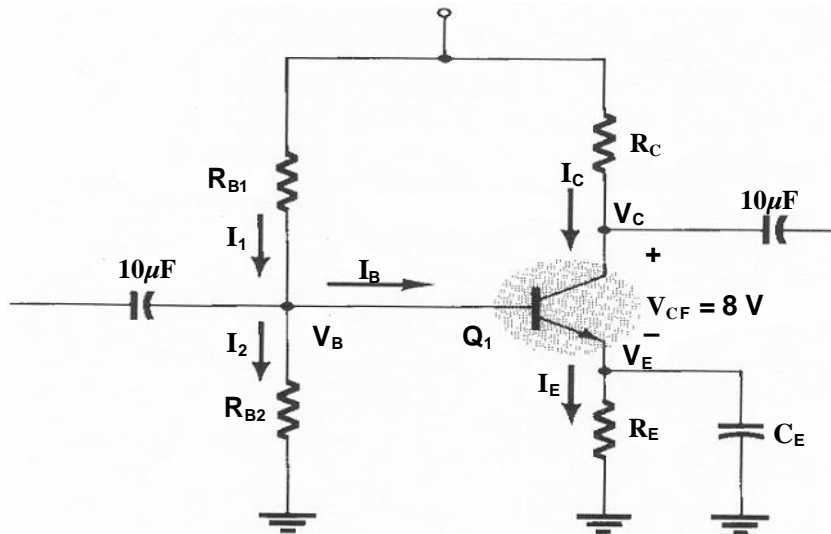 R_C
R_B1
I_C
10μF
V_C
I_1
+
10μF
I_B
V_CF = 8 V
V_B
Q_1
I_2
–
V_E
I_E
R_B2
R_E
C_E